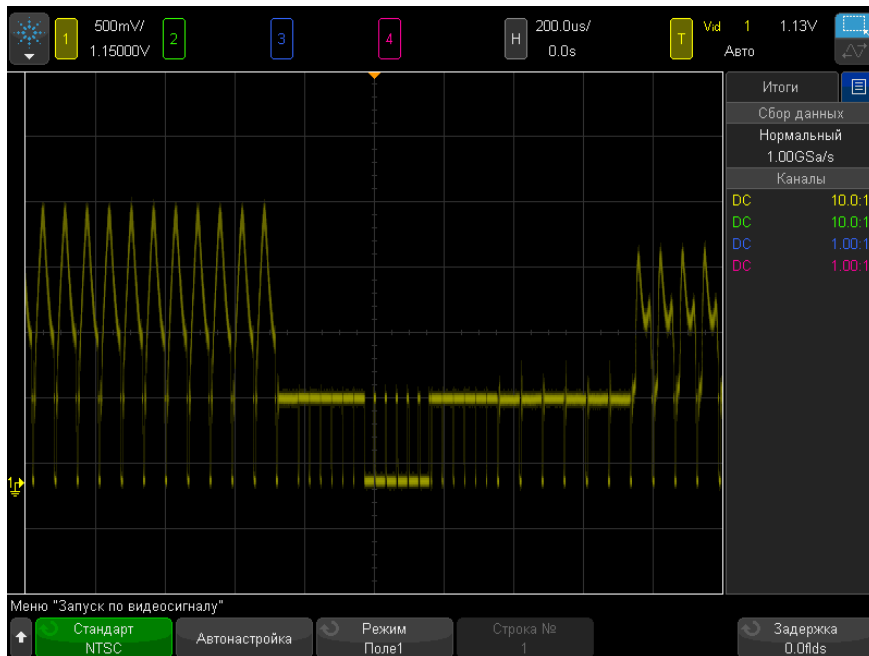 1 500mV/ 2 3 4 H 200.0us/ T Vid 1 1.13V
1.15000V 0.0s Авто
Итоги
Сбор данных
Нормальный
1.00GSa/s
Каналы
DC 10.0:1
DC 10.0:1
DC 1.00:1
DC 1.00:1
1
Меню "Запуск по видеосигналу"
Стандарт Автонастройка Режим Строка № Задержка
NTSC Поле1 1 0.0flds